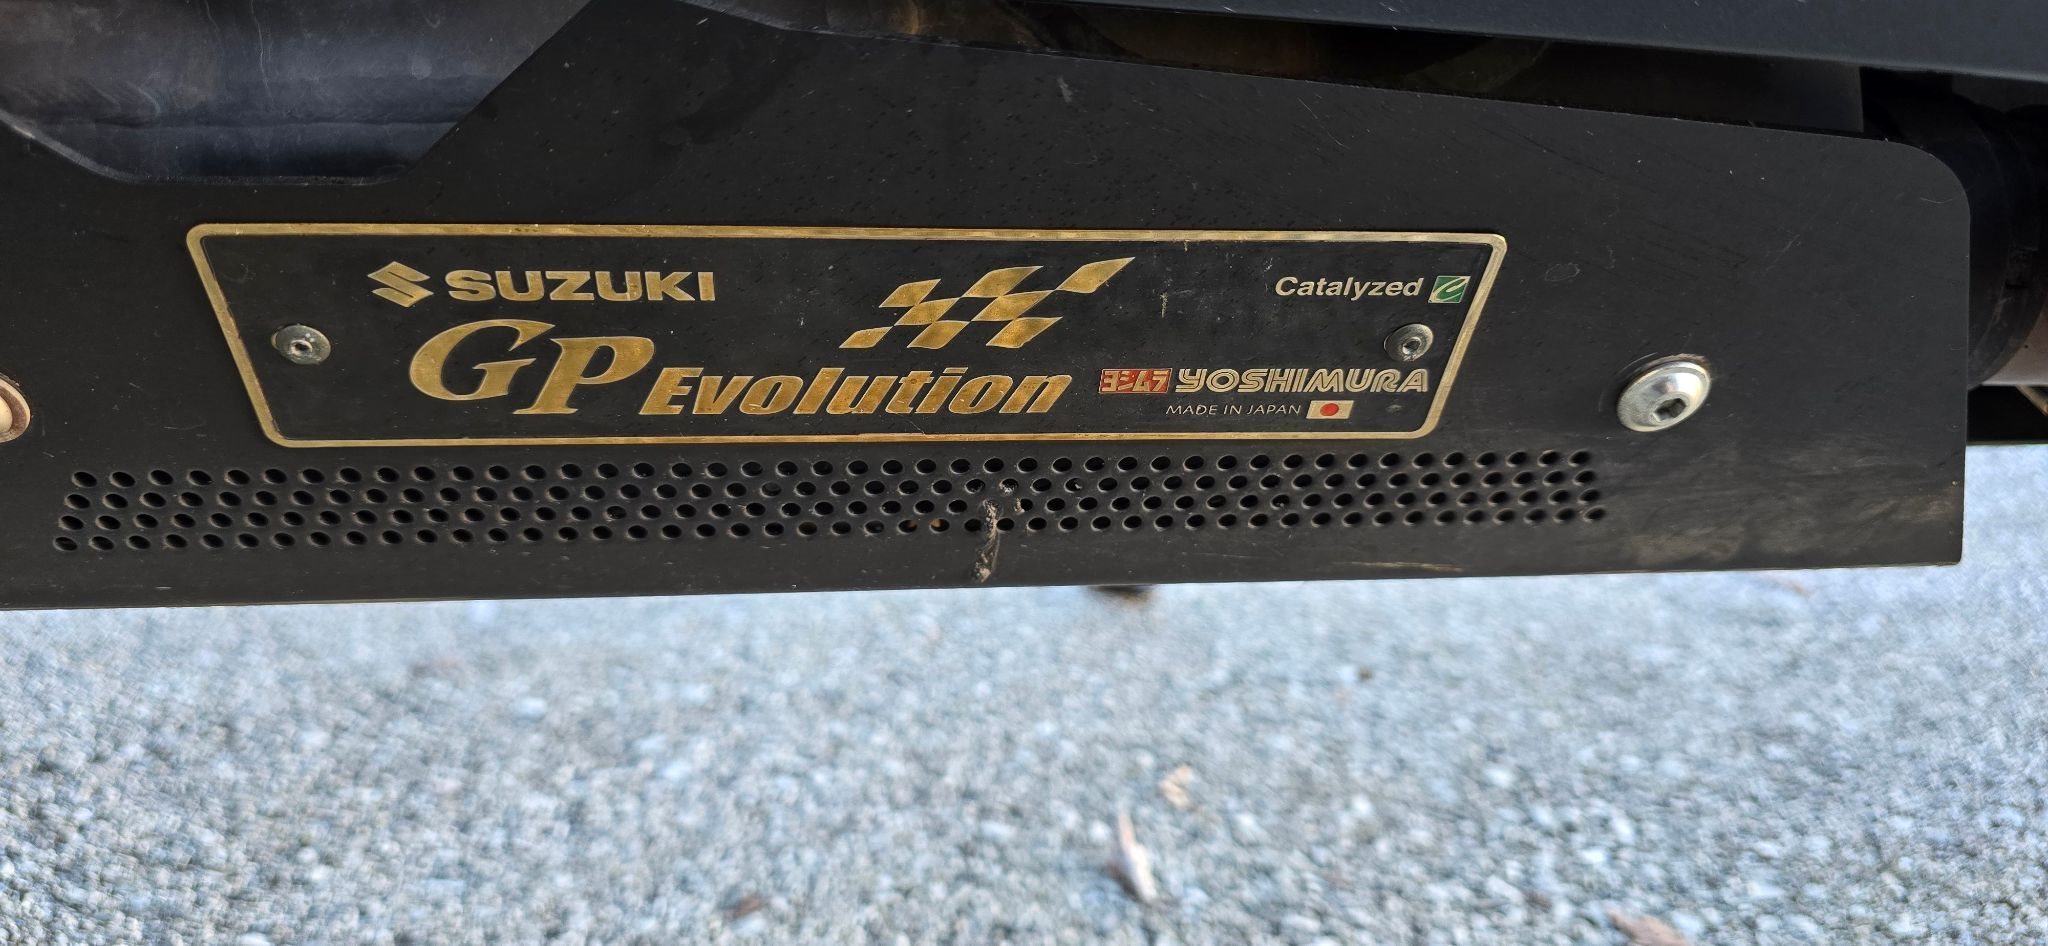 SUZUKI
GP Evolution
Catalyzed
ヨシムラ YOSHIMURA
MADE IN JAPAN